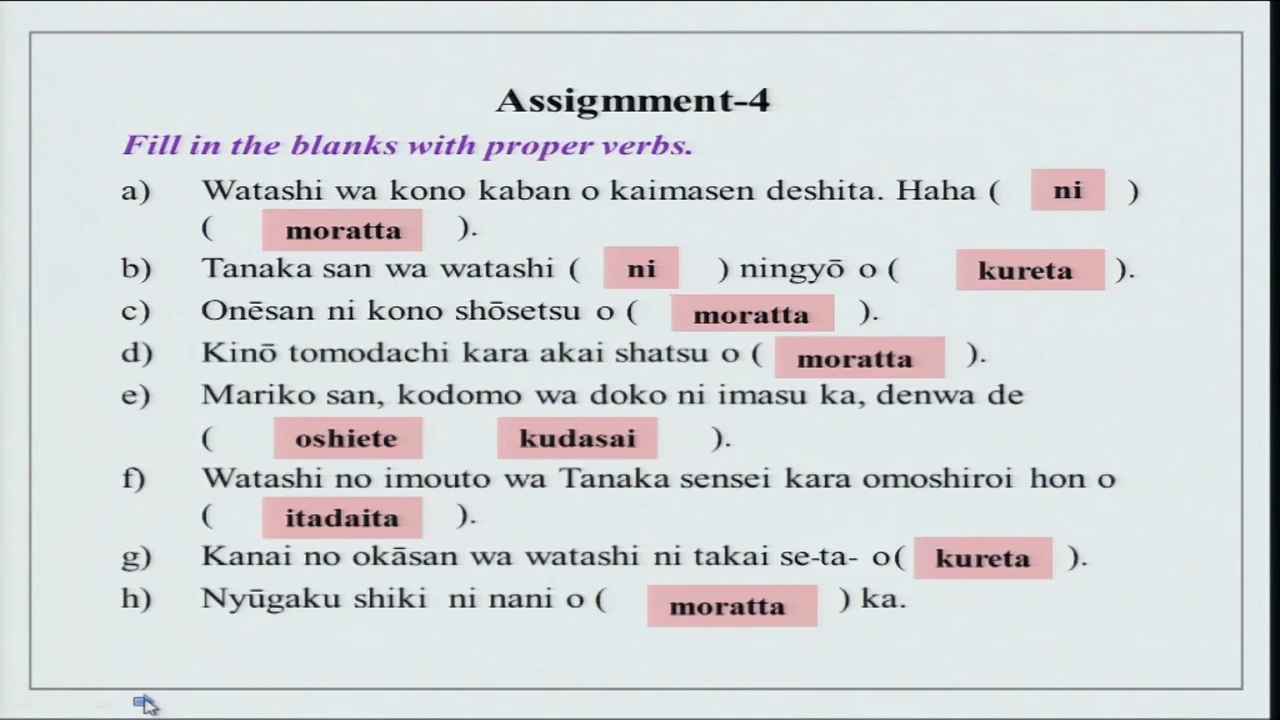 Assigmment-4
Fill in the blanks with proper verbs.
a) Watashi wa kono kaban o kaimasen deshita. Haha ( ni )
( moratta ).
b) Tanaka san wa watashi ( ni ) ningyō o ( kureta ).
c) Onēsan ni kono shōsetsu o ( moratta ).
d) Kinō tomodachi kara akai shatsu o ( moratta ).
e) Mariko san, kodomo wa doko ni imasu ka, denwa de
( oshiete kudasai ).
f) Watashi no imouto wa Tanaka sensei kara omoshiroi hon o
( itadaita ).
g) Kanai no okāsan wa watashi ni takai se-ta- o( kureta ).
h) Nyūgaku shiki ni nani o ( moratta ) ka.